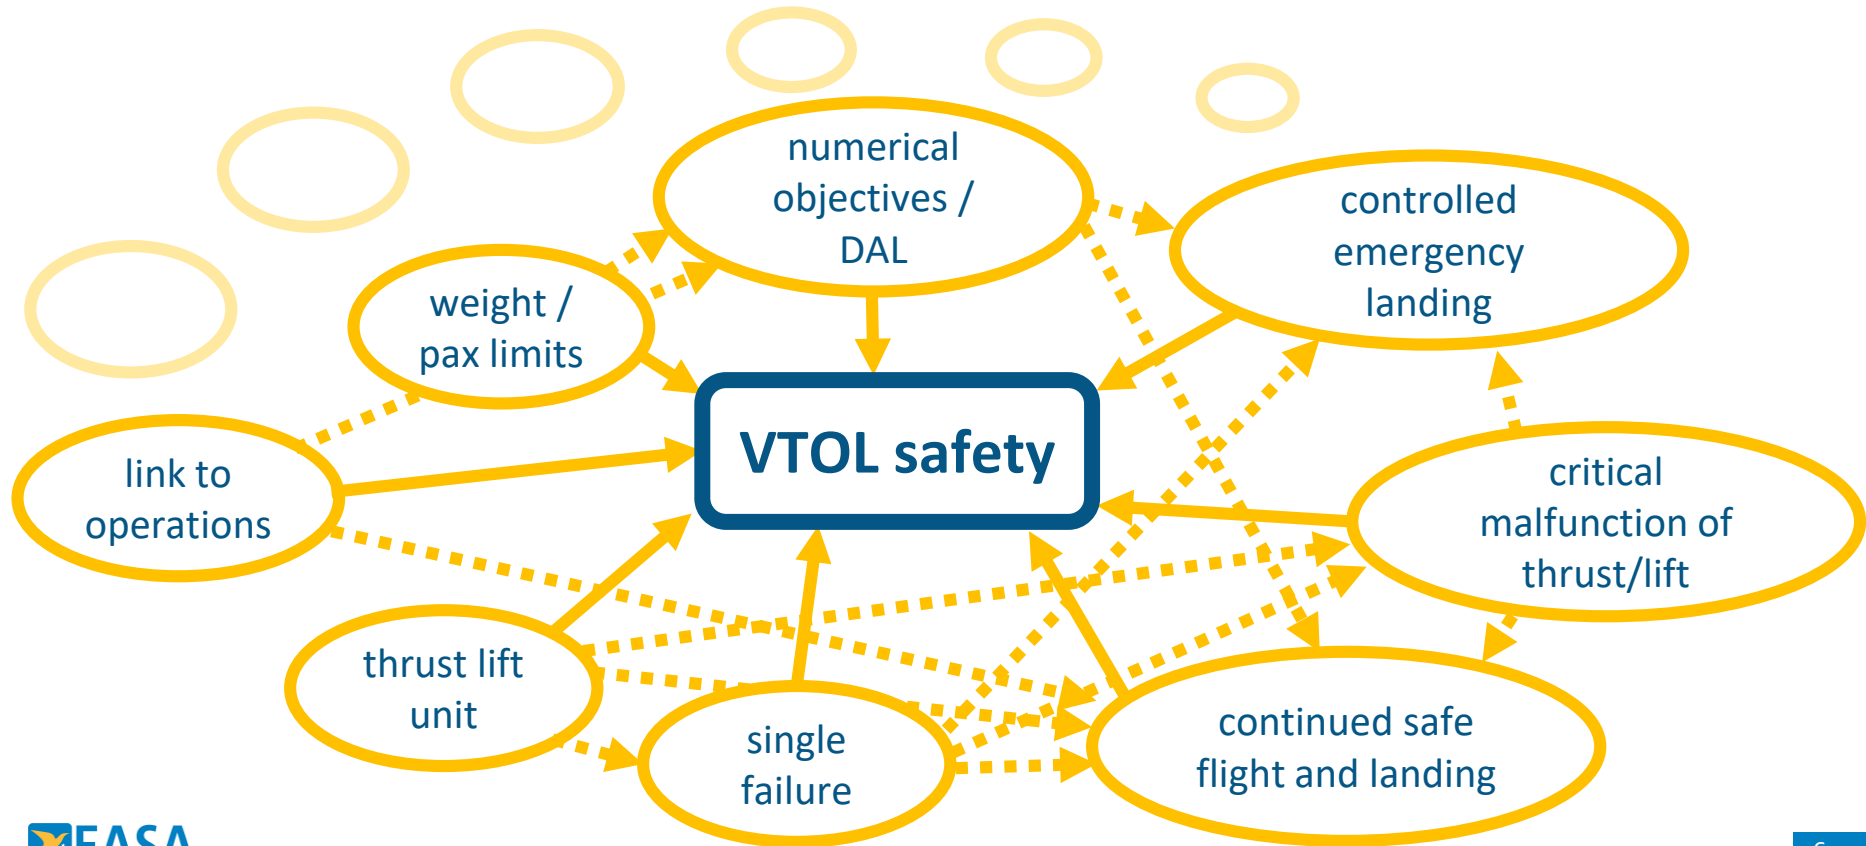 numerical
objectives /
DAL
controlled
emergency
landing
weight /
pax limits
VTOL safety
link to
operations
critical
malfunction of
thrust/lift
thrust lift
unit
single
failure
continued safe
flight and landing
EASA